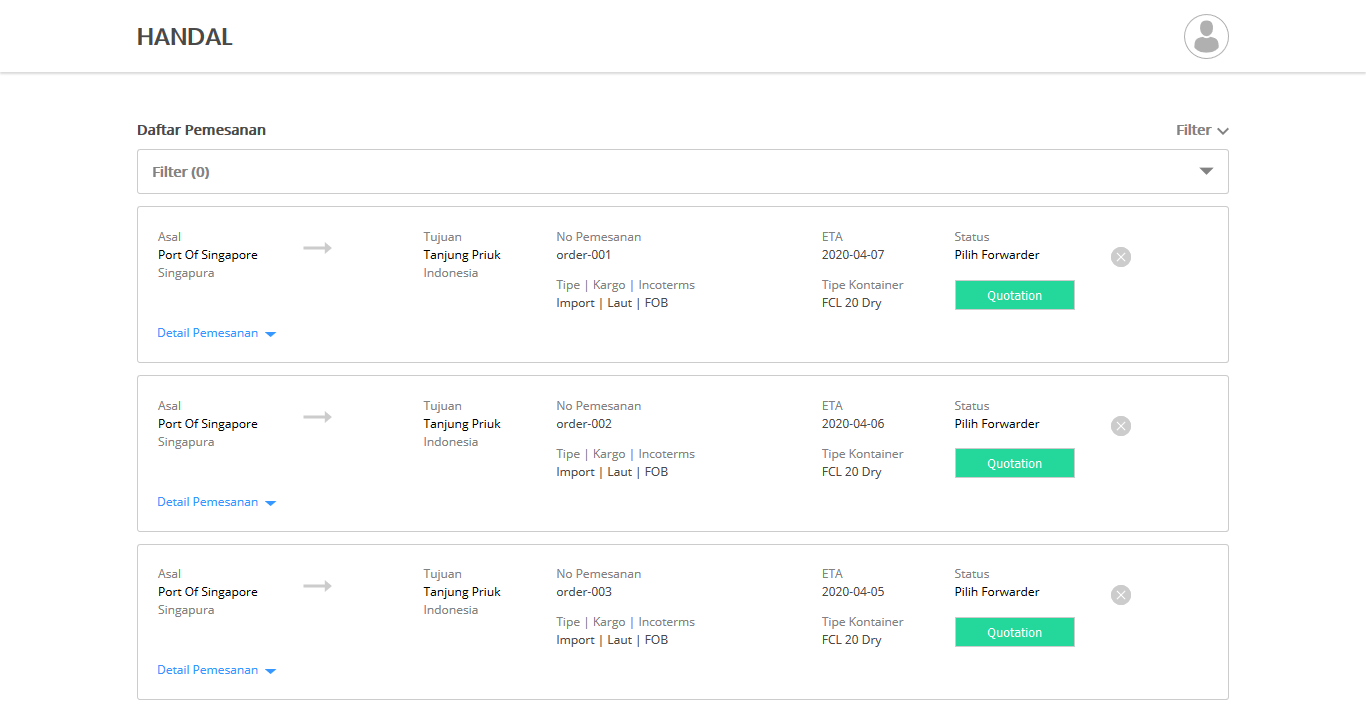 HANDAL
Daftar Pemesanan
Filter
Filter (0)
Asal
Port Of Singapore
Singapura
Tujuan
Tanjung Priuk
Indonesia
No Pemesanan
order-001
Tipe | Kargo | Incoterms
Import | Laut | FOB
ETA
2020-04-07
Tipe Kontainer
FCL 20 Dry
Status
Pilih Forwarder
Quotation
Detail Pemesanan
Asal
Port Of Singapore
Singapura
Tujuan
Tanjung Priuk
Indonesia
No Pemesanan
order-002
Tipe | Kargo | Incoterms
Import | Laut | FOB
ETA
2020-04-06
Tipe Kontainer
FCL 20 Dry
Status
Pilih Forwarder
Quotation
Detail Pemesanan
Asal
Port Of Singapore
Singapura
Tujuan
Tanjung Priuk
Indonesia
No Pemesanan
order-003
Tipe | Kargo | Incoterms
Import | Laut | FOB
ETA
2020-04-05
Tipe Kontainer
FCL 20 Dry
Status
Pilih Forwarder
Quotation
Detail Pemesanan